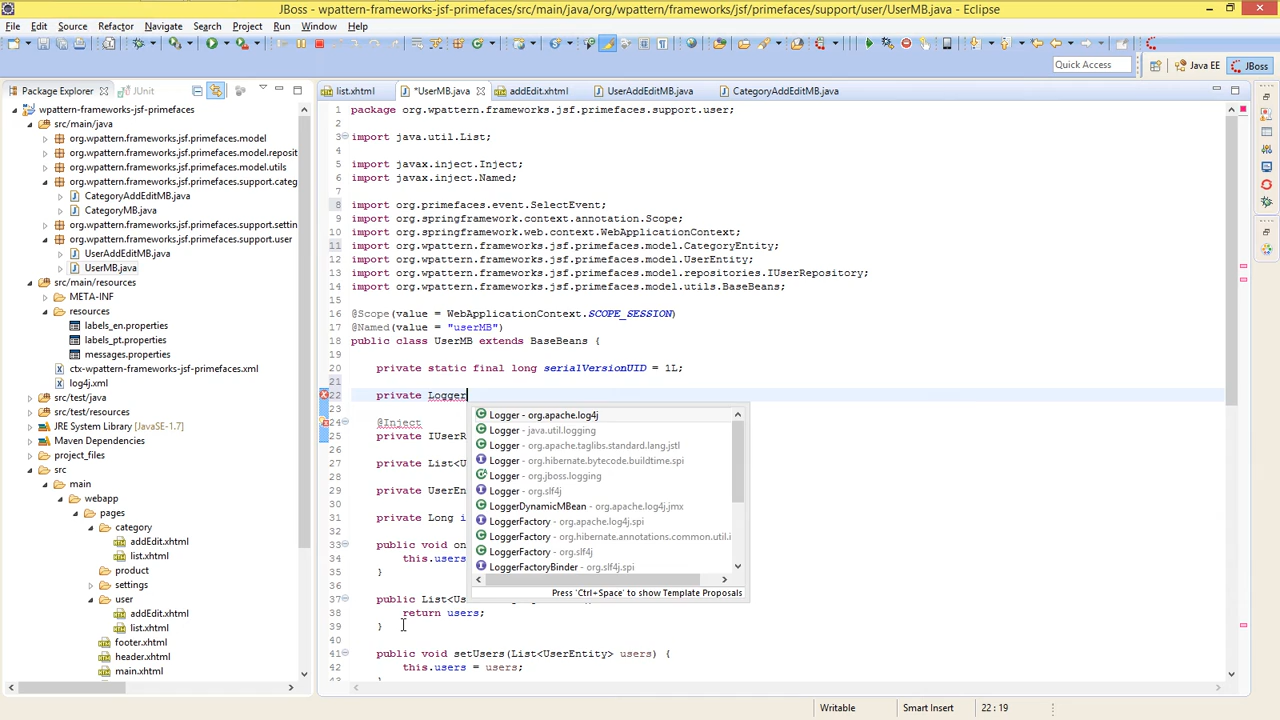 JBoss - wpattern-frameworks-jsf-primefaces/src/main/java/org/wpattern/frameworks/jsf/primefaces/support/user/UserMB.java - Eclipse
File Edit Source Refactor Navigate Search Project Run Window Help
Quick Access
Java EE
JBoss
Package Explorer
JUnit
list.xhtml
*UserMB.java
addEdit.xhtml
UserAddEditMB.java
CategoryAddEditMB.java
wpattern-frameworks-jsf-primefaces
src/main/java
org.wpattern.frameworks.jsf.primefaces.model
org.wpattern.frameworks.jsf.primefaces.model.reposit
org.wpattern.frameworks.jsf.primefaces.model.utils
org.wpattern.frameworks.jsf.primefaces.support.categ
CategoryAddEditMB.java
CategoryMB.java
org.wpattern.frameworks.jsf.primefaces.support.settin
org.wpattern.frameworks.jsf.primefaces.support.user
UserAddEditMB.java
UserMB.java
src/main/resources
META-INF
resources
labels_en.properties
labels_pt.properties
messages.properties
ctx-wpattern-frameworks-jsf-primefaces.xml
log4j.xml
src/test/java
src/test/resources
JRE System Library [JavaSE-1.7]
Maven Dependencies
project_files
src
main
webapp
pages
category
addEdit.xhtml
list.xhtml
product
settings
user
addEdit.xhtml
list.xhtml
footer.xhtml
header.xhtml
main.xhtml
1 package org.wpattern.frameworks.jsf.primefaces.support.user;
2
3 import java.util.List;
4
5 import javax.inject.Inject;
6 import javax.inject.Named;
7
8 import org.primefaces.event.SelectEvent;
9 import org.springframework.context.annotation.Scope;
10 import org.springframework.web.context.WebApplicationContext;
11 import org.wpattern.frameworks.jsf.primefaces.model.CategoryEntity;
12 import org.wpattern.frameworks.jsf.primefaces.model.UserEntity;
13 import org.wpattern.frameworks.jsf.primefaces.model.repositories.IUserRepository;
14 import org.wpattern.frameworks.jsf.primefaces.model.utils.BaseBeans;
15
16 @Scope(value = WebApplicationContext.SCOPE_SESSION)
17 @Named(value = "userMB")
18 public class UserMB extends BaseBeans {
19
20 private static final long serialVersionUID = 1L;
21
22 private Logger
23
24 @Inject
25 private IUserR
26
27 private List<U
28
29 private UserEn
30
31 private Long i
32
33 public void on
34 this.users
35 }
36
37 public List<Us
38 return users;
39 }
40
41 public void setUsers(List<UserEntity> users) {
42 this.users = users;
Logger - org.apache.log4j
Logger - java.util.logging
Logger - org.apache.taglibs.standard.lang.jstl
Logger - org.hibernate.bytecode.buildtime.spi
Logger - org.jboss.logging
Logger - org.slf4j
LoggerDynamicMBean - org.apache.log4j.jmx
LoggerFactory - org.apache.log4j.spi
LoggerFactory - org.hibernate.annotations.common.util.i
LoggerFactory - org.slf4j
LoggerFactoryBinder - org.slf4j.spi
Press 'Ctrl+Space' to show Template Proposals
Writable
Smart Insert
22 : 19